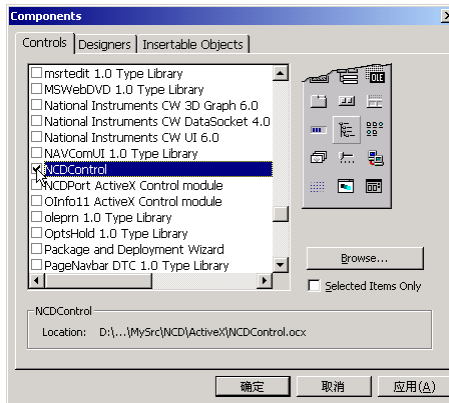 Components
Controls Designers Insertable Objects
msrtedit 1.0 Type Library
MSWebDVD 1.0 Type Library
National Instruments CW 3D Graph 6.0
National Instruments CW DataSocket 4.0
National Instruments CW UI 6.0
NAVComUI 1.0 Type Library
NCDControl
NCDPort ActiveX Control module
OInfo11 ActiveX Control module
oleprn 1.0 Type Library
OptsHold 1.0 Type Library
Package and Deployment Wizard
PageNavbar DTC 1.0 Type Library
OLE
Browse...
Selected Items Only
NCDControl
Location: D:\...\MySrc\NCD\ActiveX\NCDControl.ocx
确定 取消 应用(A)